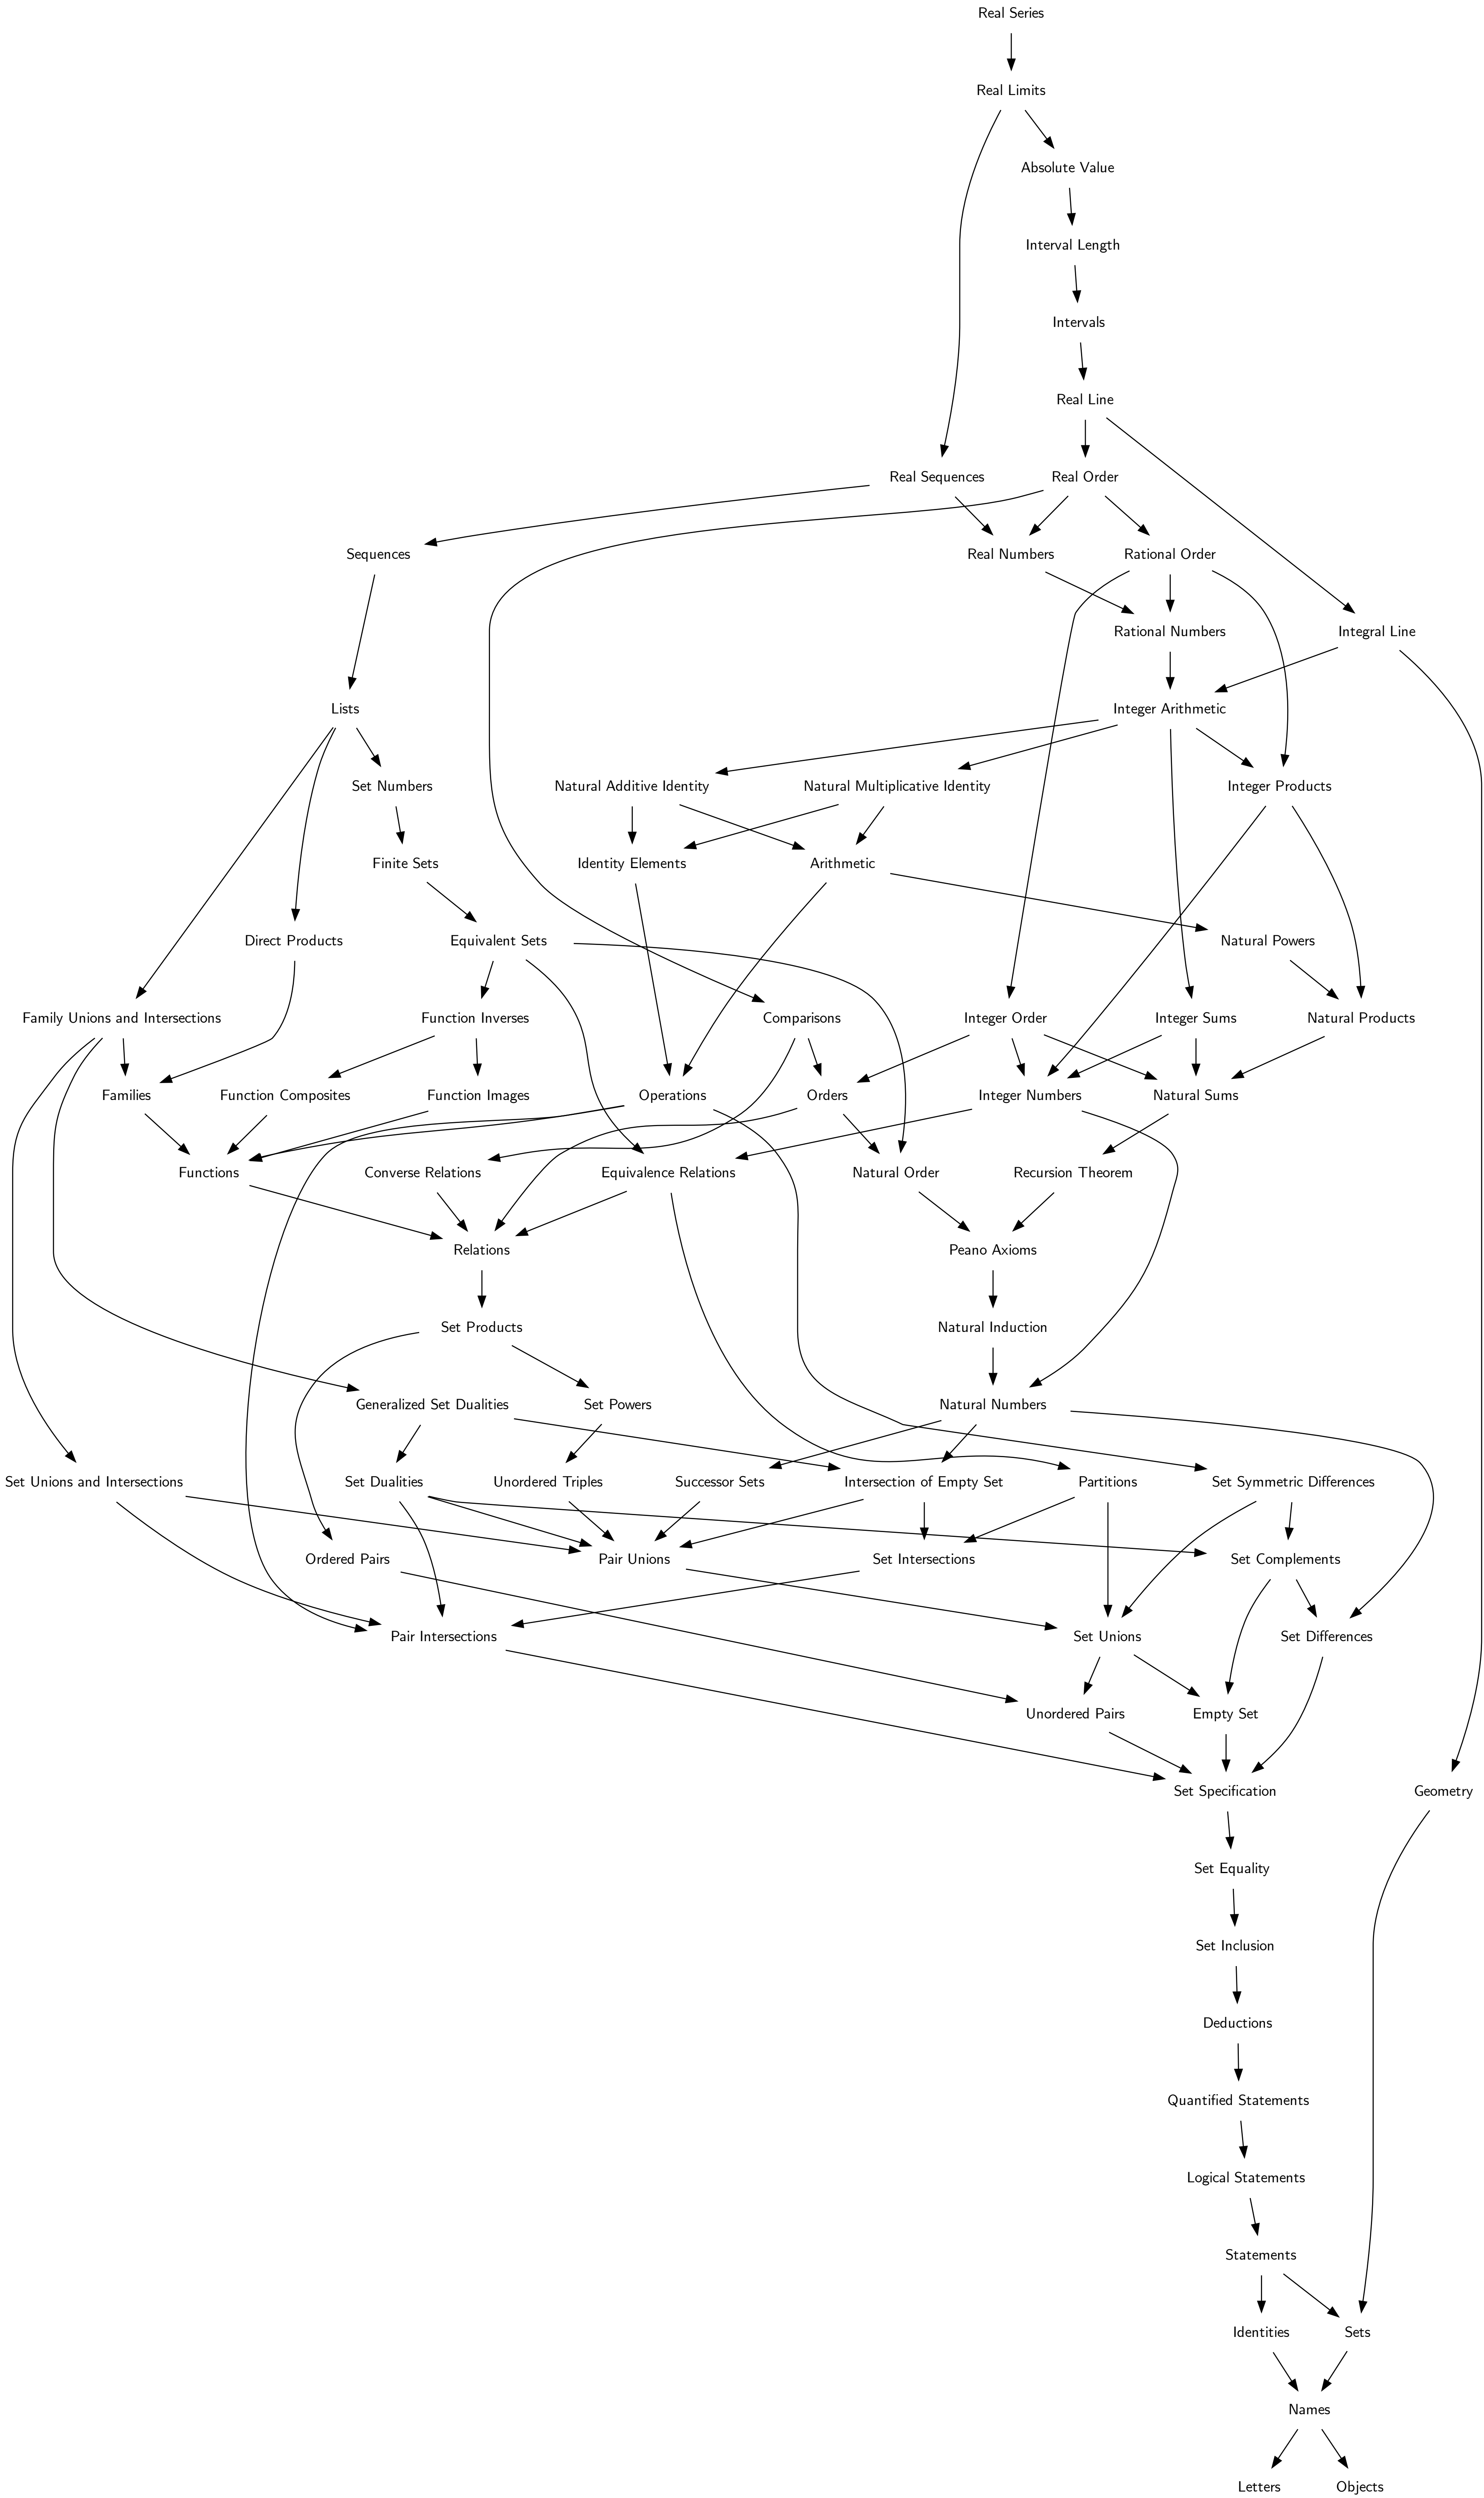 Real Series
Real Limits
Absolute Value
Interval Length
Intervals
Real Line
Real Sequences
Real Order
Sequences
Real Numbers
Rational Order
Rational Numbers
Integral Line
Lists
Integer Arithmetic
Set Numbers
Natural Additive Identity
Natural Multiplicative Identity
Integer Products
Finite Sets
Identity Elements
Arithmetic
Direct Products
Equivalent Sets
Natural Powers
Family Unions and Intersections
Function Inverses
Comparisons
Integer Order
Integer Sums
Natural Products
Families
Function Composites
Function Images
Operations
Orders
Integer Numbers
Natural Sums
Functions
Converse Relations
Equivalence Relations
Natural Order
Recursion Theorem
Relations
Peano Axioms
Set Products
Natural Induction
Generalized Set Dualities
Set Powers
Natural Numbers
Set Unions and Intersections
Set Dualities
Unordered Triples
Successor Sets
Intersection of Empty Set
Partitions
Set Symmetric Differences
Ordered Pairs
Pair Unions
Set Intersections
Set Complements
Pair Intersections
Set Unions
Set Differences
Unordered Pairs
Empty Set
Set Specification
Geometry
Set Equality
Set Inclusion
Deductions
Quantified Statements
Logical Statements
Statements
Identities
Sets
Names
Letters
Objects